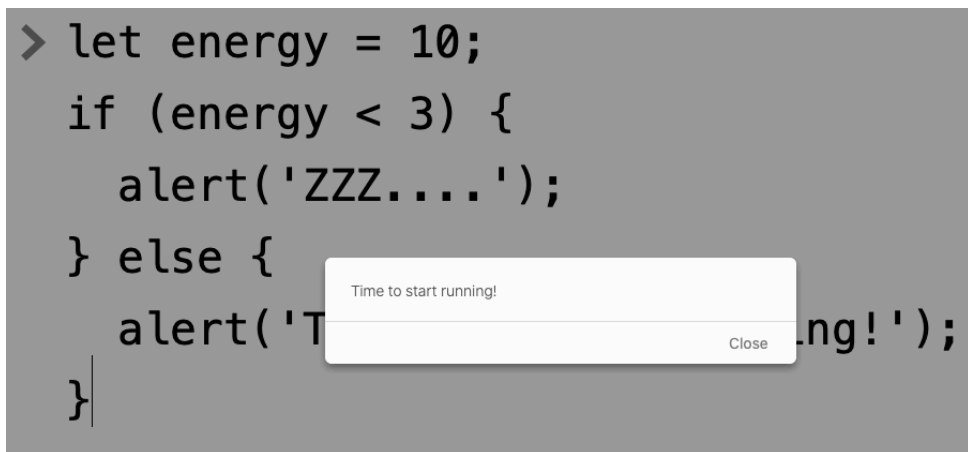 > let energy = 10;
if (energy < 3) {
alert('ZZZ....');
} else {
Time to start running!
alert('T ng!');
Close
}